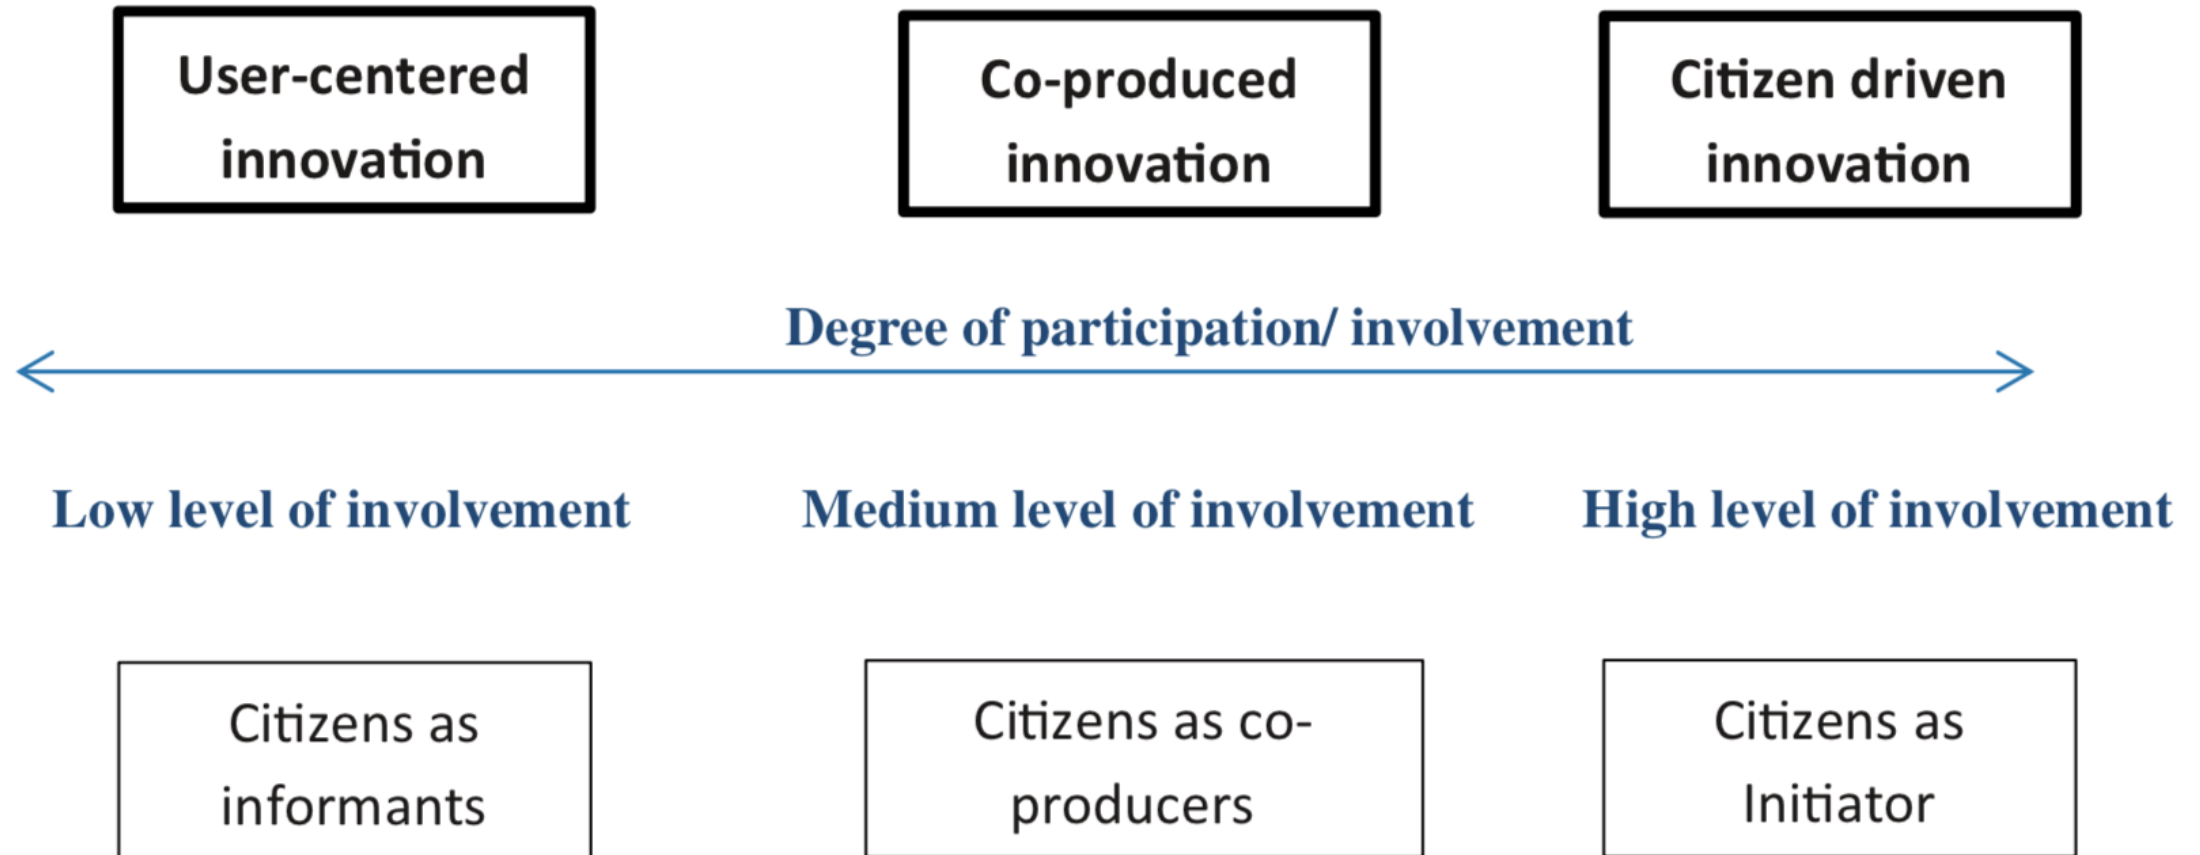 User-centered
innovation
Co-produced
innovation
Citizen driven
innovation
Degree of participation/ involvement
Low level of involvement
Medium level of involvement
High level of involvement
Citizens as
informants
Citizens as co-
producers
Citizens as
Initiator